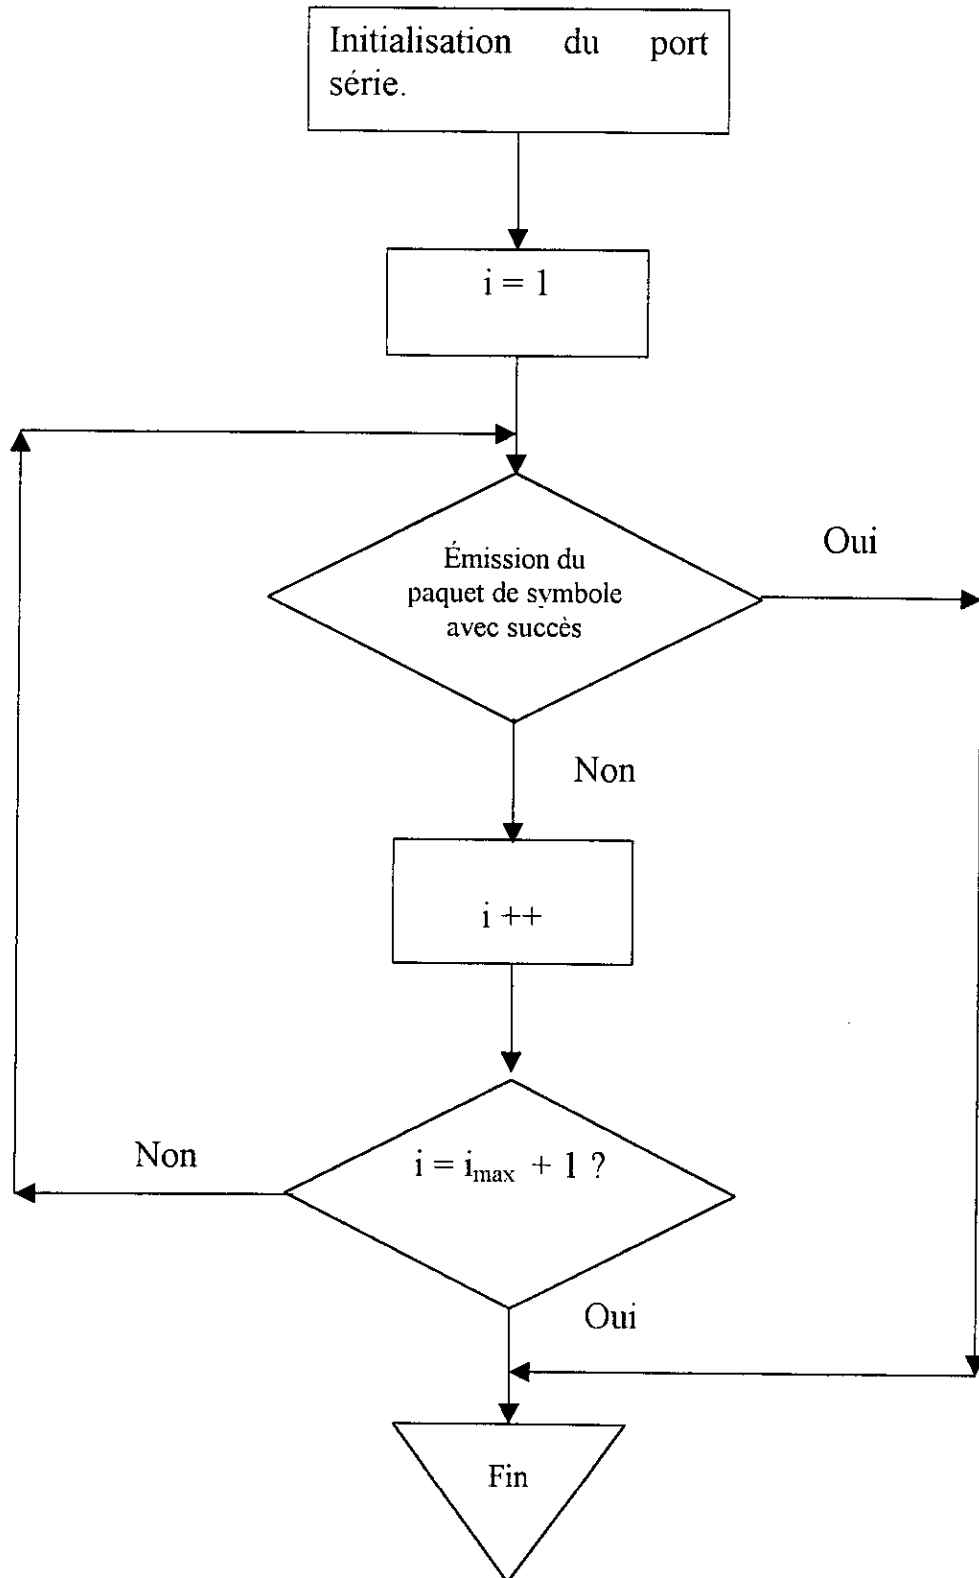 Initialisation du port
série.
i = 1
Émission du
paquet de symbole
avec succès
Oui
Non
i ++
i = imax + 1 ?
Non
Oui
Fin